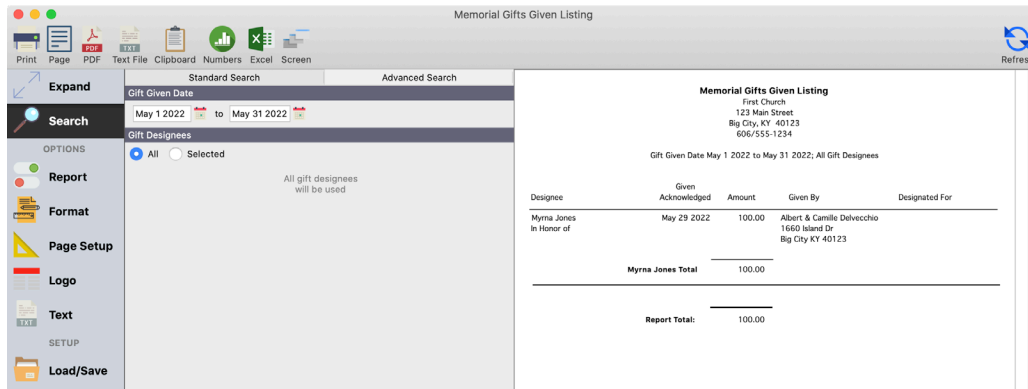 Memorial Gifts Given Listing
Print Page PDF Text File Clipboard Numbers Excel Screen Refres
PDF TXT X
Expand
Search
OPTIONS
Report
Format
Page Setup
Logo
Text
TXT
SETUP
Load/Save
Standard Search Advanced Search
Gift Given Date
May 1 2022 to May 31 2022
Gift Designees
All Selected
All gift designees
will be used
Memorial Gifts Given Listing
First Church
123 Main Street
Big City, KY 40123
606/555-1234
Gift Given Date May 1 2022 to May 31 2022; All Gift Designees
Given
Designee Acknowledged Amount Given By Designated For
Myrna Jones May 29 2022 100.00 Albert & Camille Delvecchio
In Honor of 1660 Island Dr
Big City KY 40123
Myrna Jones Total 100.00
Report Total: 100.00